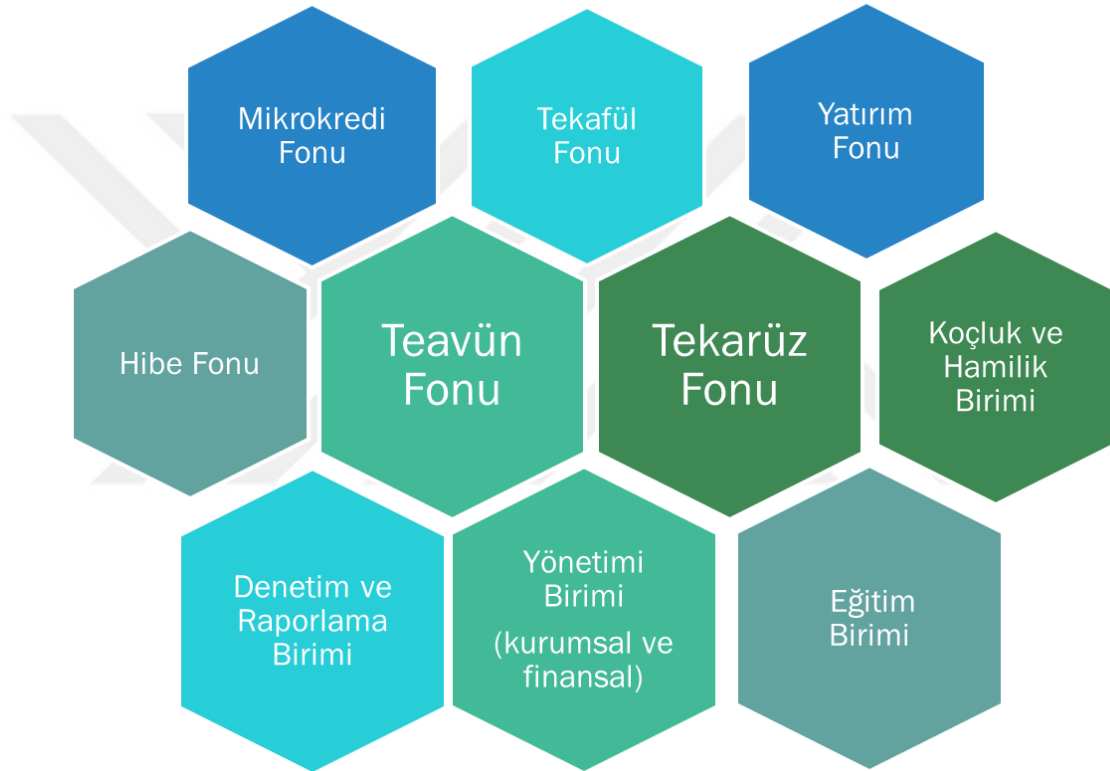 Mikrokredi
Fonu
Tekafül
Fonu
Yatırım
Fonu
Hibe Fonu
Teavün
Fonu
Tekarüz
Fonu
Koçluk ve
Hamilik
Birimi
Denetim ve
Raporlama
Birimi
Yönetimi
Birimi
(kurumsal ve
finansal)
Eğitim
Birimi